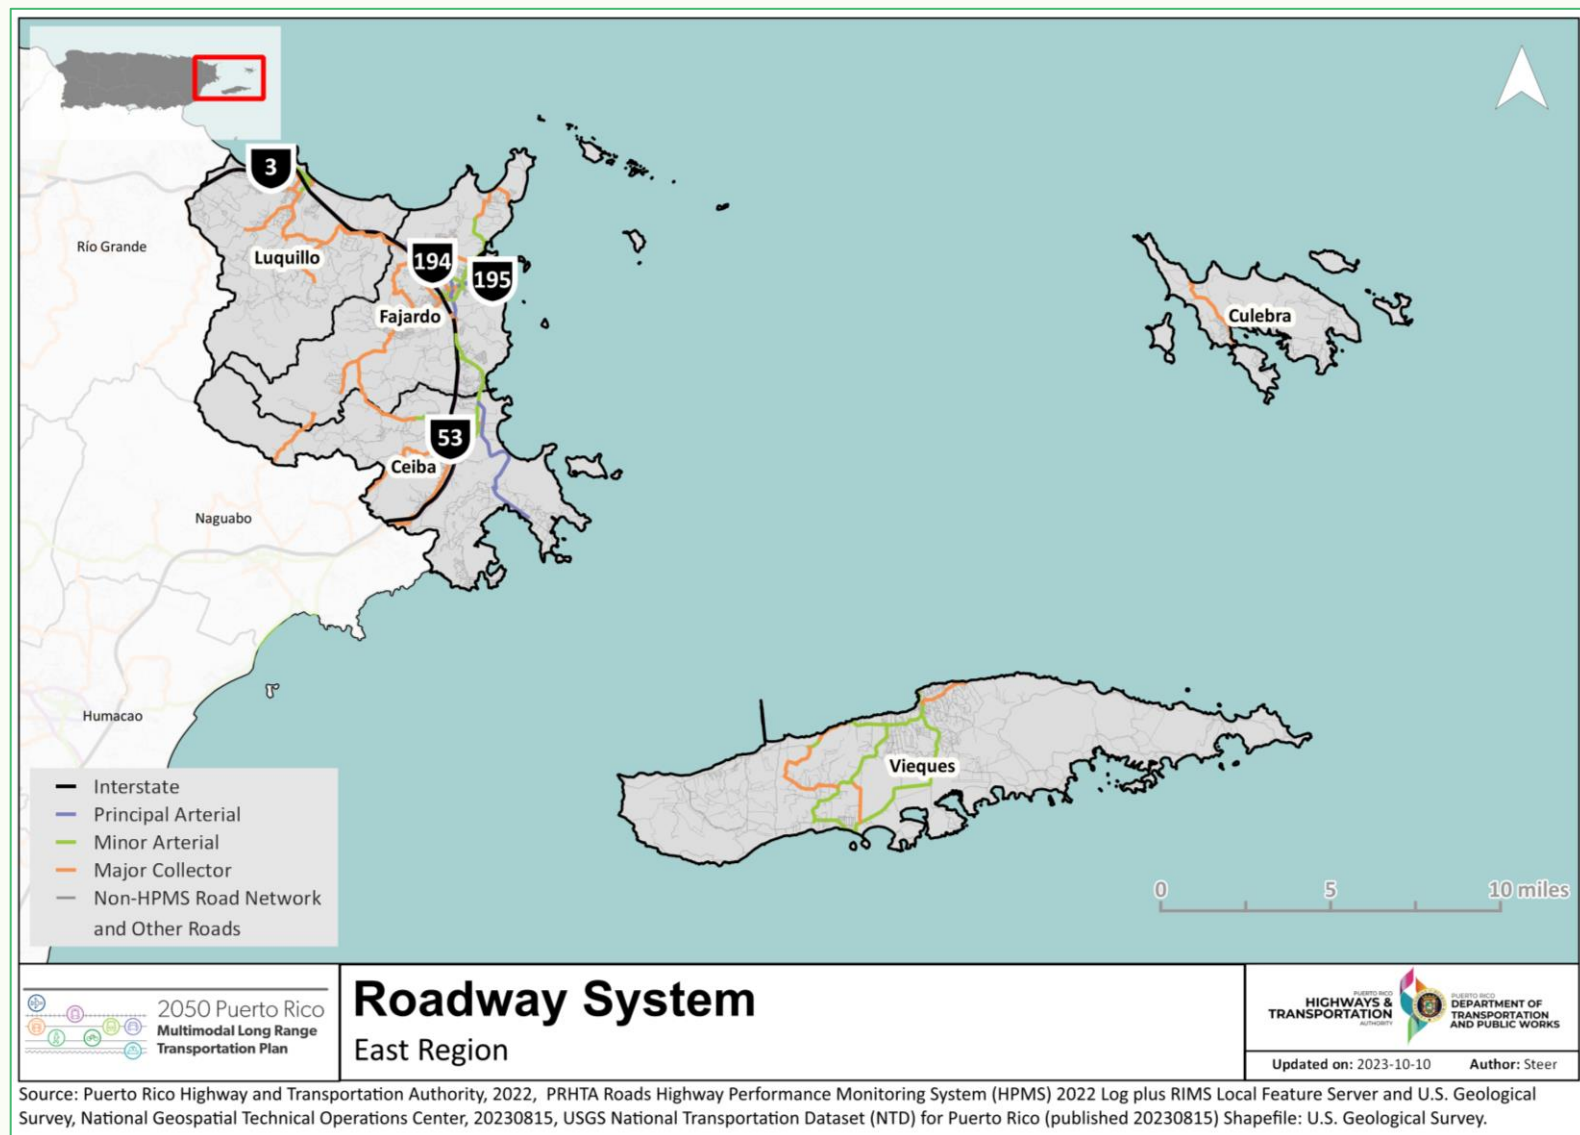 3
194
195
53
Río Grande
Luquillo
Fajardo
Culebra
Ceiba
Naguabo
Humacao
Vieques
Interstate
Principal Arterial
Minor Arterial
Major Collector
Non-HPMS Road Network
and Other Roads
0 5 10 miles
2050 Puerto Rico
Multimodal Long Range
Transportation Plan
Roadway System
East Region
PUERTO RICO
HIGHWAYS &
TRANSPORTATION
AUTHORITY
PUERTO RICO
DEPARTMENT OF
TRANSPORTATION
AND PUBLIC WORKS
Updated on: 2023-10-10 Author: Steer
Source: Puerto Rico Highway and Transportation Authority, 2022, PRHTA Roads Highway Performance Monitoring System (HPMS) 2022 Log plus RIMS Local Feature Server and U.S. Geological
Survey, National Geospatial Technical Operations Center, 20230815, USGS National Transportation Dataset (NTD) for Puerto Rico (published 20230815) Shapefile: U.S. Geological Survey.